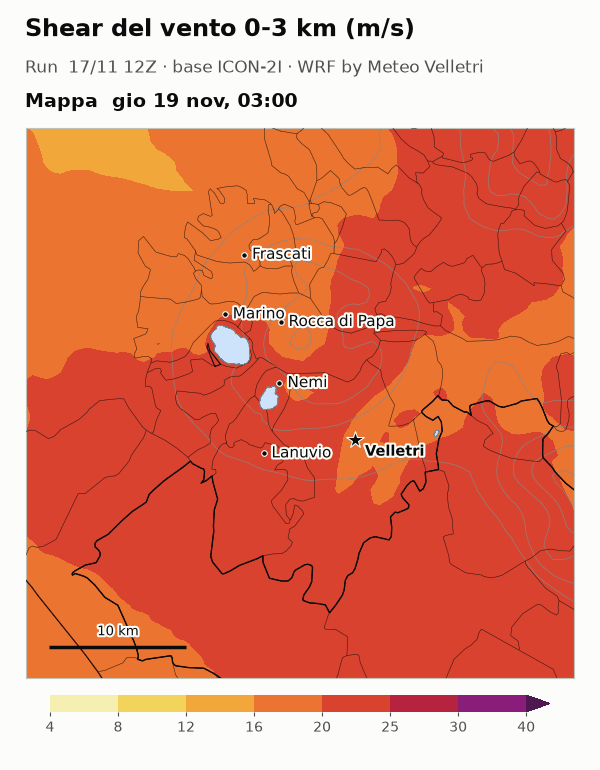 Shear del vento 0-3 km (m/s)
Run  17/11 12Z · base ICON-2I · WRF by Meteo Velletri
Mappa  gio 19 nov, 03:00
Frascati
Marino
Rocca di Papa
Nemi
Velletri
Lanuvio
10 km
4 8 12 16 20 25 30 40